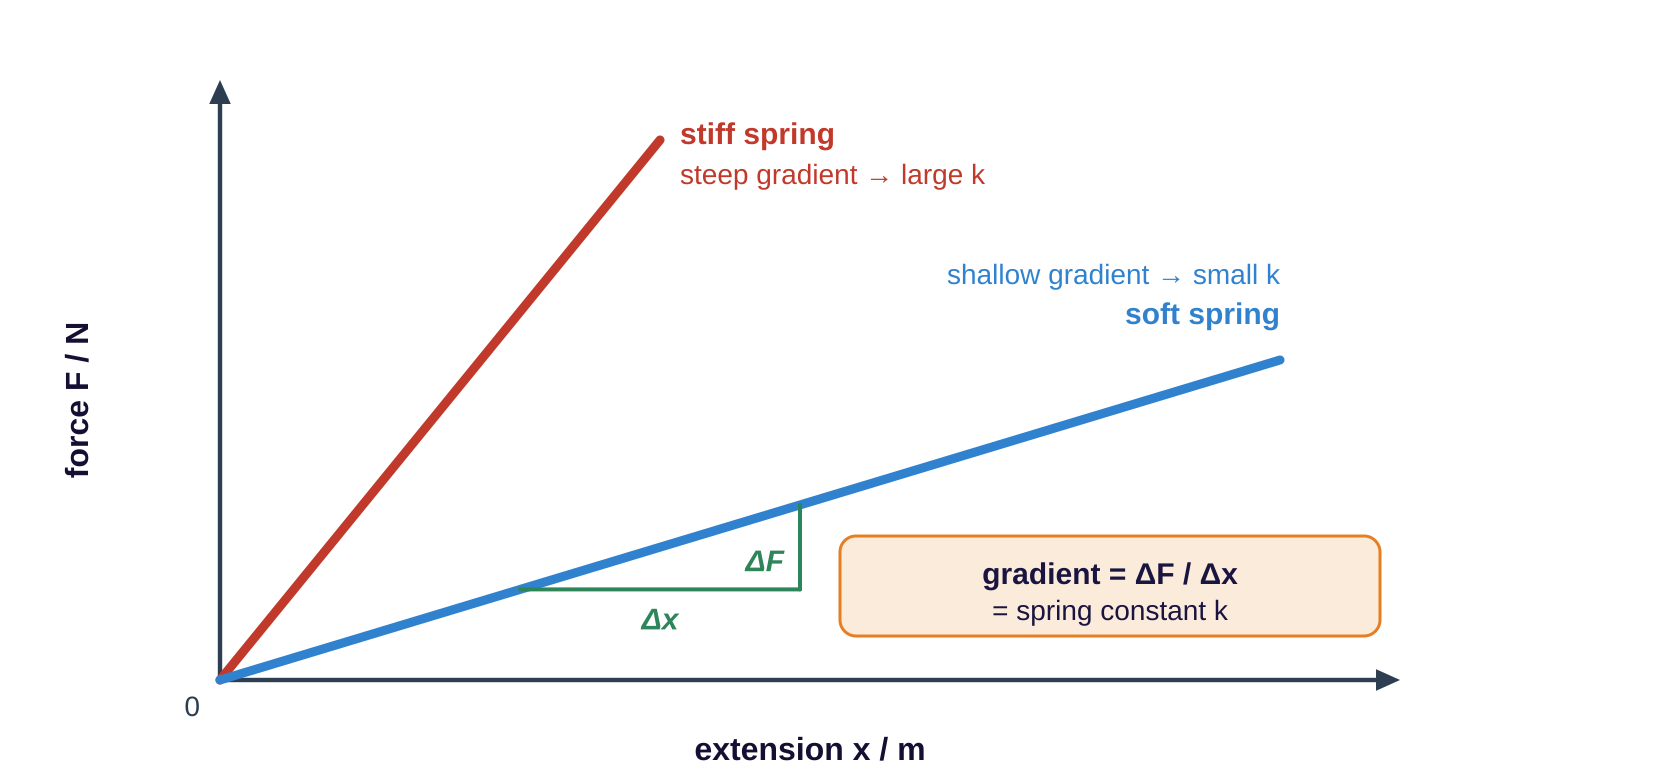 stiff spring
steep gradient → large k
shallow gradient → small k
soft spring
force F / N
ΔF
Δx
gradient = ΔF / Δx
= spring constant k
0
extension x / m